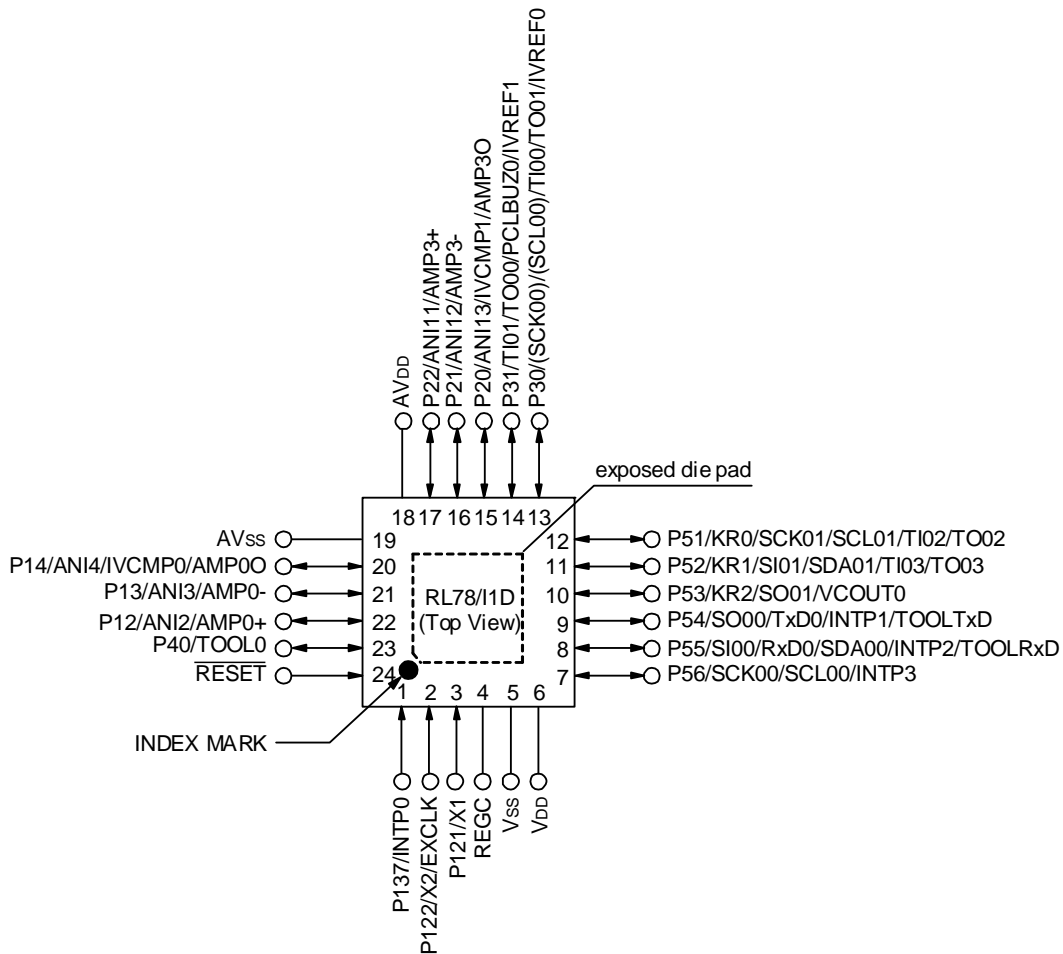 AVDD
P22/ANI11/AMP3+
P21/ANI12/AMP3-
P20/ANI13/IVCMP1/AMP3O
P31/TI01/TO00/PCLBUZ0/IVREF1
P30/(SCK00)/(SCL00)/TI00/TO01/IVREF0
exposed die pad
18 17 16 15 14 13
AVSS
19
P14/ANI4/IVCMP0/AMP0O
20
P13/ANI3/AMP0-
21
P12/ANI2/AMP0+
22
P40/TOOL0
23
RESET
24
RL78/I1D
(Top View)
12
P51/KR0/SCK01/SCL01/TI02/TO02
11
P52/KR1/SI01/SDA01/TI03/TO03
10
P53/KR2/SO01/VCOUT0
9
P54/SO00/TxD0/INTP1/TOOLTxD
8
P55/SI00/RxD0/SDA00/INTP2/TOOLRxD
7
P56/SCK00/SCL00/INTP3
1 2 3 4 5 6
INDEX MARK
P137/INTP0
P122/X2/EXCLK
P121/X1
REGC
VSS
VDD